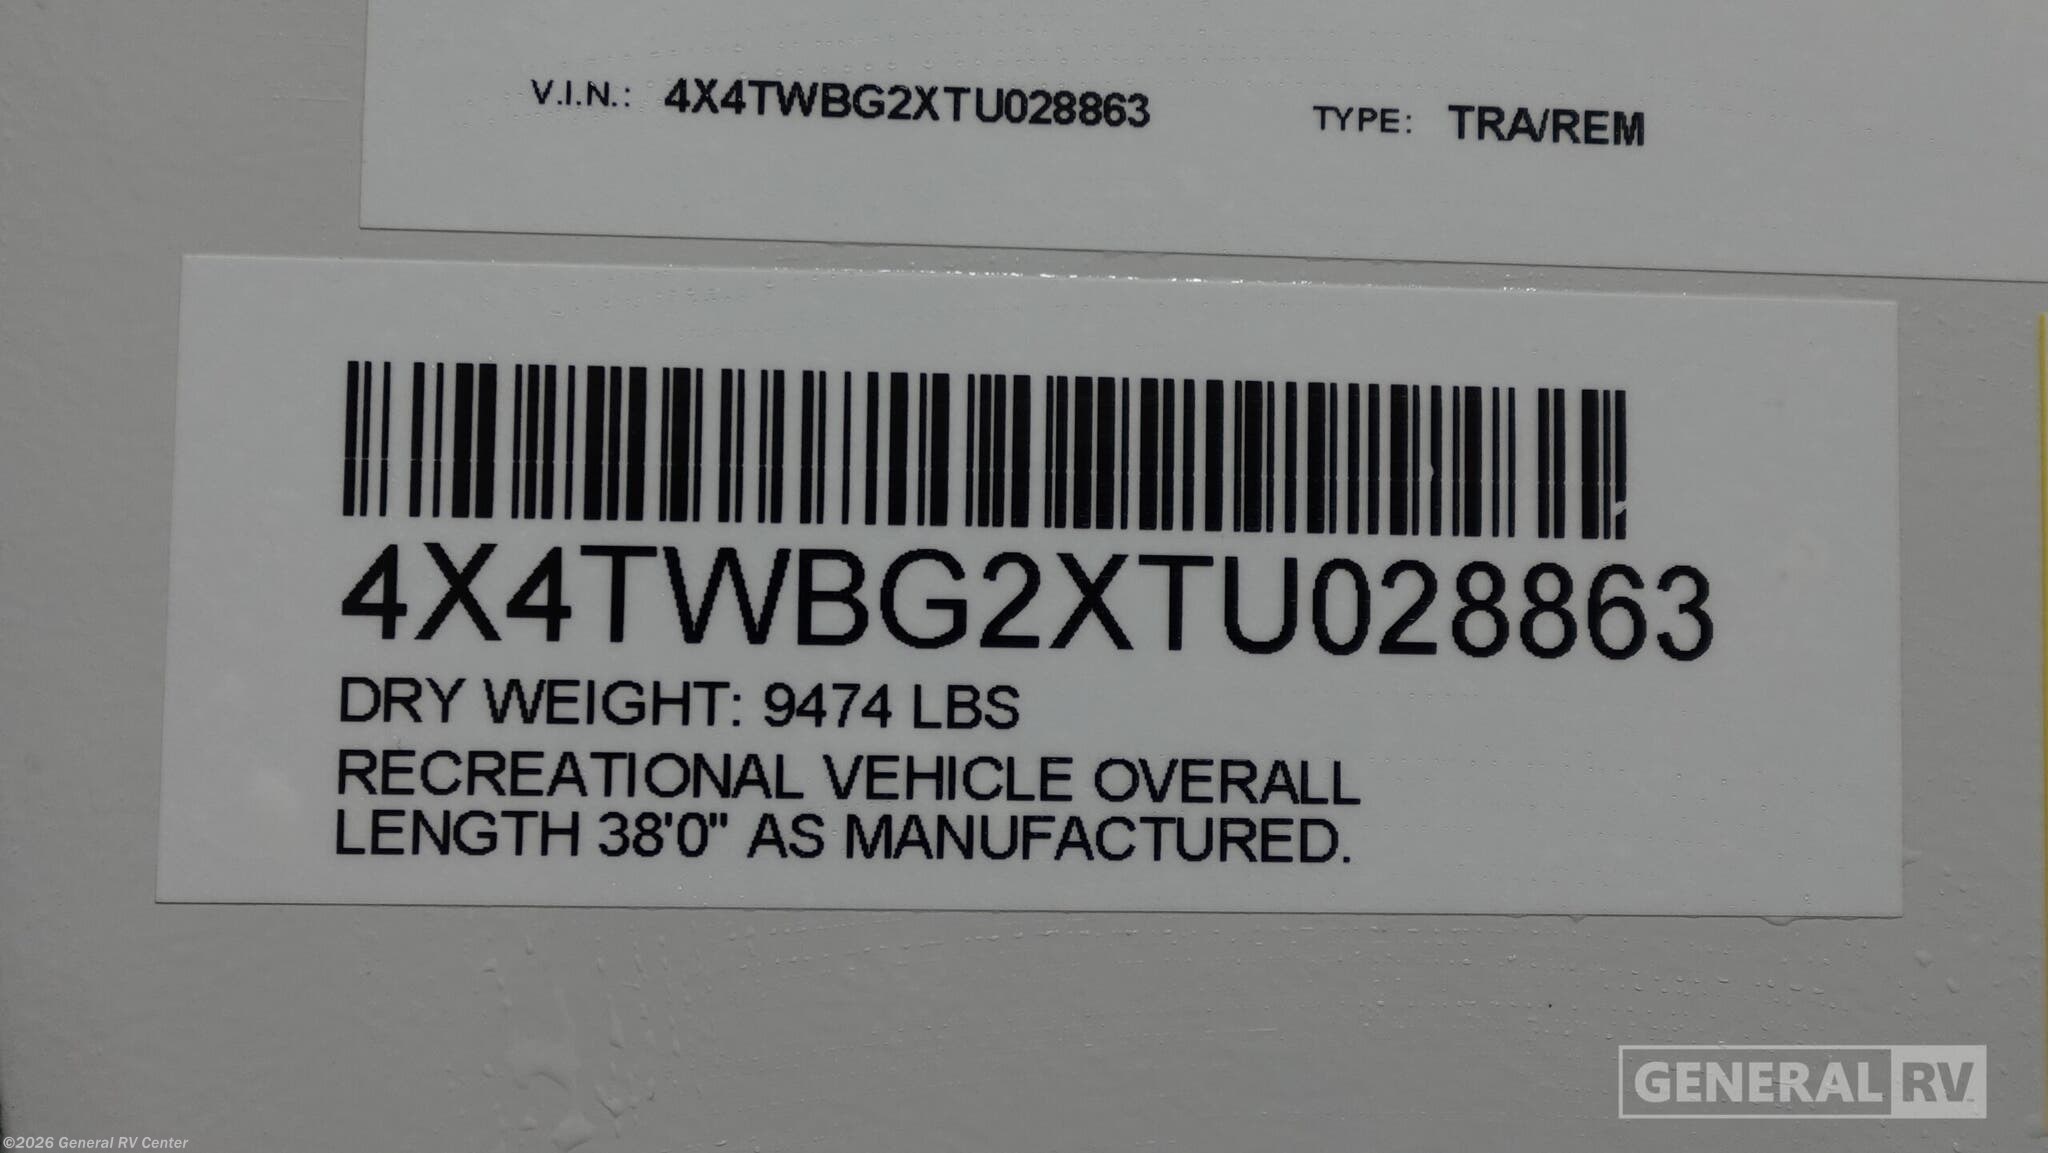 V.I.N.: 4X4TWBG2XTU028863 TYPE: TRA/REM
4X4TWBG2XTU028863
DRY WEIGHT: 9474 LBS
RECREATIONAL VEHICLE OVERALL
LENGTH 38'0" AS MANUFACTURED.
GENERAL RV
©2026 General RV Center